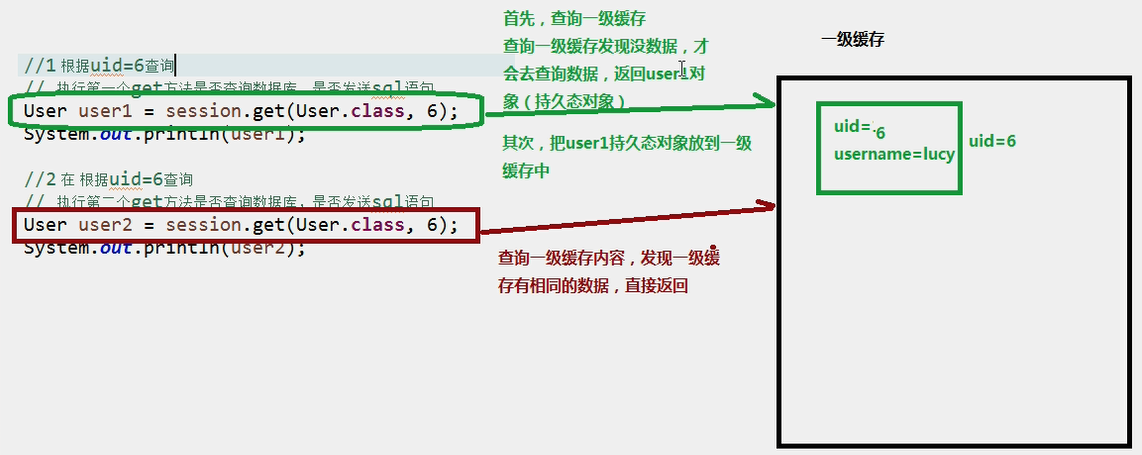 首先，查询一级缓存
查询一级缓存发现没数据，才
会去查询数据，返回user1对
象（持久态对象）
其次，把user1持久态对象放到一级
缓存中
一级缓存
//1 根据uid=6查询
// 执行第一个get方法是否查询数据库，是否发送sql语句
User user1 = session.get(User.class, 6);
System.out.println(user1);
//2 在 根据uid=6查询
// 执行第二个get方法是否查询数据库，是否发送sql语句
User user2 = session.get(User.class, 6);
System.out.println(user2);
uid=6
username=lucy
uid=6
查询一级缓存内容，发现一级缓
存有相同的数据，直接返回